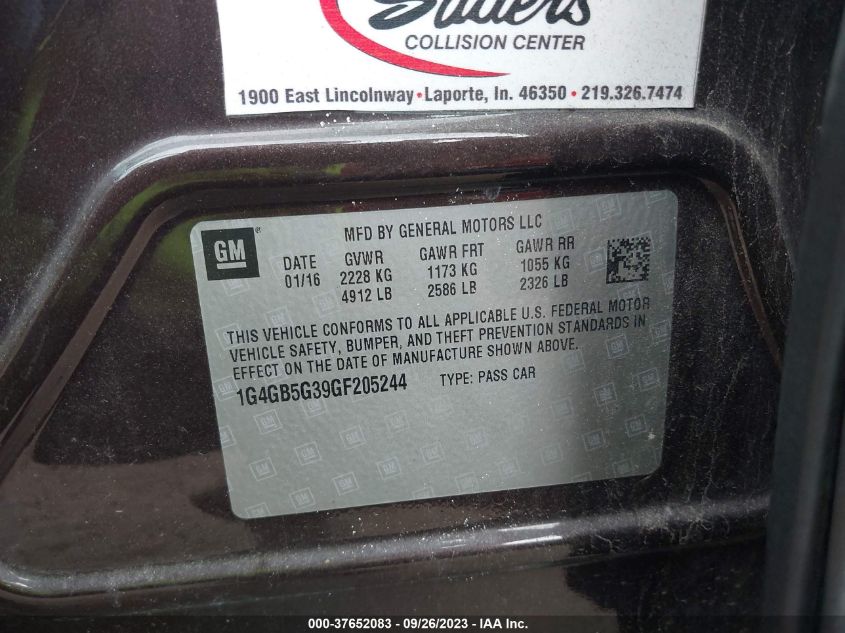 COLLISION CENTER
1900 East Lincolnway • Laporte, In. 46350 • 219.326.7474
GM
MFD BY GENERAL MOTORS LLC
DATE GVWR GAWR FRT GAWR RR
01/16 2228 KG 1173 KG 1055 KG
4912 LB 2586 LB 2326 LB
THIS VEHICLE CONFORMS TO ALL APPLICABLE U.S. FEDERAL MOTOR
VEHICLE SAFETY, BUMPER, AND THEFT PREVENTION STANDARDS IN
EFFECT ON THE DATE OF MANUFACTURE SHOWN ABOVE.
1G4GB5G39GF205244 TYPE: PASS CAR
000-37652083 - 09/26/2023 - IAA Inc.